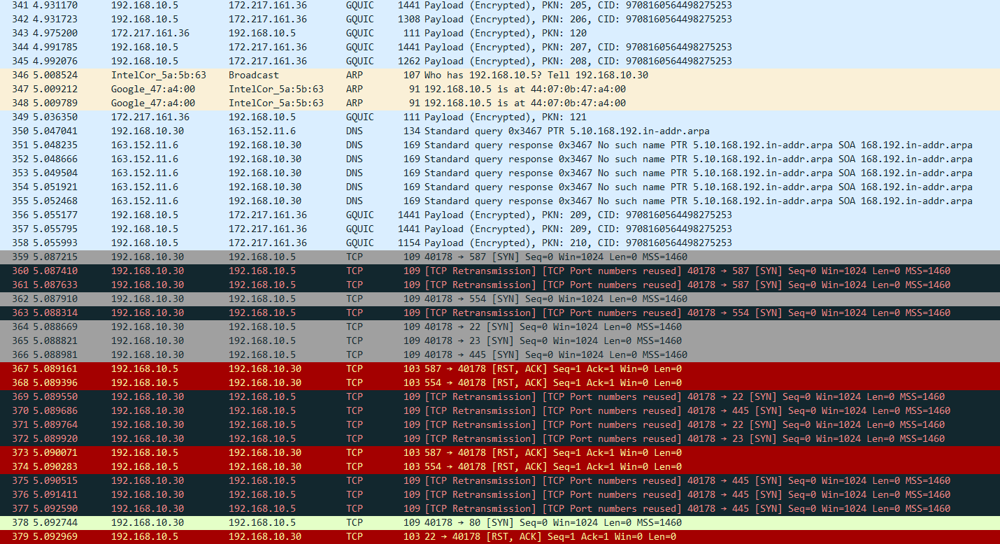 341 4.931170 192.168.10.5 172.217.161.36 GQUIC 1441 Payload (Encrypted), PKN: 205, CID: 9708160564498275253
342 4.931723 192.168.10.5 172.217.161.36 GQUIC 1308 Payload (Encrypted), PKN: 206, CID: 9708160564498275253
343 4.975200 172.217.161.36 192.168.10.5 GQUIC 111 Payload (Encrypted), PKN: 120
344 4.991785 192.168.10.5 172.217.161.36 GQUIC 1441 Payload (Encrypted), PKN: 207, CID: 9708160564498275253
345 4.992076 192.168.10.5 172.217.161.36 GQUIC 1262 Payload (Encrypted), PKN: 208, CID: 9708160564498275253
346 5.008524 IntelCor_5a:5b:63 Broadcast ARP 107 Who has 192.168.10.5? Tell 192.168.10.30
347 5.009212 Google_47:a4:00 IntelCor_5a:5b:63 ARP 91 192.168.10.5 is at 44:07:0b:47:a4:00
348 5.009789 Google_47:a4:00 IntelCor_5a:5b:63 ARP 91 192.168.10.5 is at 44:07:0b:47:a4:00
349 5.036350 172.217.161.36 192.168.10.5 GQUIC 111 Payload (Encrypted), PKN: 121
350 5.047041 192.168.10.30 163.152.11.6 DNS 134 Standard query 0x3467 PTR 5.10.168.192.in-addr.arpa
351 5.048235 163.152.11.6 192.168.10.30 DNS 169 Standard query response 0x3467 No such name PTR 5.10.168.192.in-addr.arpa SOA 168.192.in-addr.arpa
352 5.048666 163.152.11.6 192.168.10.30 DNS 169 Standard query response 0x3467 No such name PTR 5.10.168.192.in-addr.arpa SOA 168.192.in-addr.arpa
353 5.049504 163.152.11.6 192.168.10.30 DNS 169 Standard query response 0x3467 No such name PTR 5.10.168.192.in-addr.arpa SOA 168.192.in-addr.arpa
354 5.051921 163.152.11.6 192.168.10.30 DNS 169 Standard query response 0x3467 No such name PTR 5.10.168.192.in-addr.arpa SOA 168.192.in-addr.arpa
355 5.052468 163.152.11.6 192.168.10.30 DNS 169 Standard query response 0x3467 No such name PTR 5.10.168.192.in-addr.arpa SOA 168.192.in-addr.arpa
356 5.055177 192.168.10.5 172.217.161.36 GQUIC 1441 Payload (Encrypted), PKN: 209, CID: 9708160564498275253
357 5.055795 192.168.10.5 172.217.161.36 GQUIC 1441 Payload (Encrypted), PKN: 209, CID: 9708160564498275253
358 5.055993 192.168.10.5 172.217.161.36 GQUIC 1154 Payload (Encrypted), PKN: 210, CID: 9708160564498275253
359 5.087215 192.168.10.30 192.168.10.5 TCP 109 40178 → 587 [SYN] Seq=0 Win=1024 Len=0 MSS=1460
360 5.087410 192.168.10.30 192.168.10.5 TCP 109 [TCP Retransmission] [TCP Port numbers reused] 40178 → 587 [SYN] Seq=0 Win=1024 Len=0 MSS=1460
361 5.087633 192.168.10.30 192.168.10.5 TCP 109 [TCP Retransmission] [TCP Port numbers reused] 40178 → 587 [SYN] Seq=0 Win=1024 Len=0 MSS=1460
362 5.087910 192.168.10.30 192.168.10.5 TCP 109 40178 → 554 [SYN] Seq=0 Win=1024 Len=0 MSS=1460
363 5.088314 192.168.10.30 192.168.10.5 TCP 109 [TCP Retransmission] [TCP Port numbers reused] 40178 → 554 [SYN] Seq=0 Win=1024 Len=0 MSS=1460
364 5.088669 192.168.10.30 192.168.10.5 TCP 109 40178 → 22 [SYN] Seq=0 Win=1024 Len=0 MSS=1460
365 5.088821 192.168.10.30 192.168.10.5 TCP 109 40178 → 23 [SYN] Seq=0 Win=1024 Len=0 MSS=1460
366 5.088981 192.168.10.30 192.168.10.5 TCP 109 40178 → 445 [SYN] Seq=0 Win=1024 Len=0 MSS=1460
367 5.089161 192.168.10.5 192.168.10.30 TCP 103 587 → 40178 [RST, ACK] Seq=1 Ack=1 Win=0 Len=0
368 5.089396 192.168.10.5 192.168.10.30 TCP 103 554 → 40178 [RST, ACK] Seq=1 Ack=1 Win=0 Len=0
369 5.089550 192.168.10.30 192.168.10.5 TCP 109 [TCP Retransmission] [TCP Port numbers reused] 40178 → 22 [SYN] Seq=0 Win=1024 Len=0 MSS=1460
370 5.089686 192.168.10.30 192.168.10.5 TCP 109 [TCP Retransmission] [TCP Port numbers reused] 40178 → 445 [SYN] Seq=0 Win=1024 Len=0 MSS=1460
371 5.089764 192.168.10.30 192.168.10.5 TCP 109 [TCP Retransmission] [TCP Port numbers reused] 40178 → 22 [SYN] Seq=0 Win=1024 Len=0 MSS=1460
372 5.089920 192.168.10.30 192.168.10.5 TCP 109 [TCP Retransmission] [TCP Port numbers reused] 40178 → 23 [SYN] Seq=0 Win=1024 Len=0 MSS=1460
373 5.090071 192.168.10.5 192.168.10.30 TCP 103 587 → 40178 [RST, ACK] Seq=1 Ack=1 Win=0 Len=0
374 5.090283 192.168.10.5 192.168.10.30 TCP 103 554 → 40178 [RST, ACK] Seq=1 Ack=1 Win=0 Len=0
375 5.090515 192.168.10.30 192.168.10.5 TCP 109 [TCP Retransmission] [TCP Port numbers reused] 40178 → 445 [SYN] Seq=0 Win=1024 Len=0 MSS=1460
376 5.091411 192.168.10.30 192.168.10.5 TCP 109 [TCP Retransmission] [TCP Port numbers reused] 40178 → 445 [SYN] Seq=0 Win=1024 Len=0 MSS=1460
377 5.092590 192.168.10.30 192.168.10.5 TCP 109 [TCP Retransmission] [TCP Port numbers reused] 40178 → 445 [SYN] Seq=0 Win=1024 Len=0 MSS=1460
378 5.092744 192.168.10.30 192.168.10.5 TCP 109 40178 → 80 [SYN] Seq=0 Win=1024 Len=0 MSS=1460
379 5.092969 192.168.10.5 192.168.10.30 TCP 103 22 → 40178 [RST, ACK] Seq=1 Ack=1 Win=0 Len=0